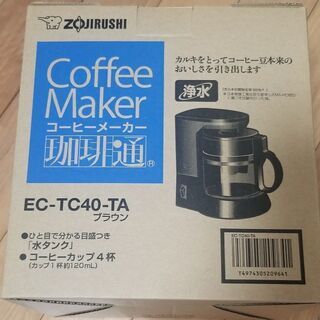 ZOJIRUSHI
Coffee
Maker
コーヒーメーカー
珈琲通®
カルキをとってコーヒー豆本来の
おいしさを引き出します
浄水
EC-TC40-TA
ブラウン
●ひと目で分かる目盛つき
「水タンク」
●コーヒーカップ4杯
(カップ1杯約120mL)
EC-TC40-TA
4974305209641